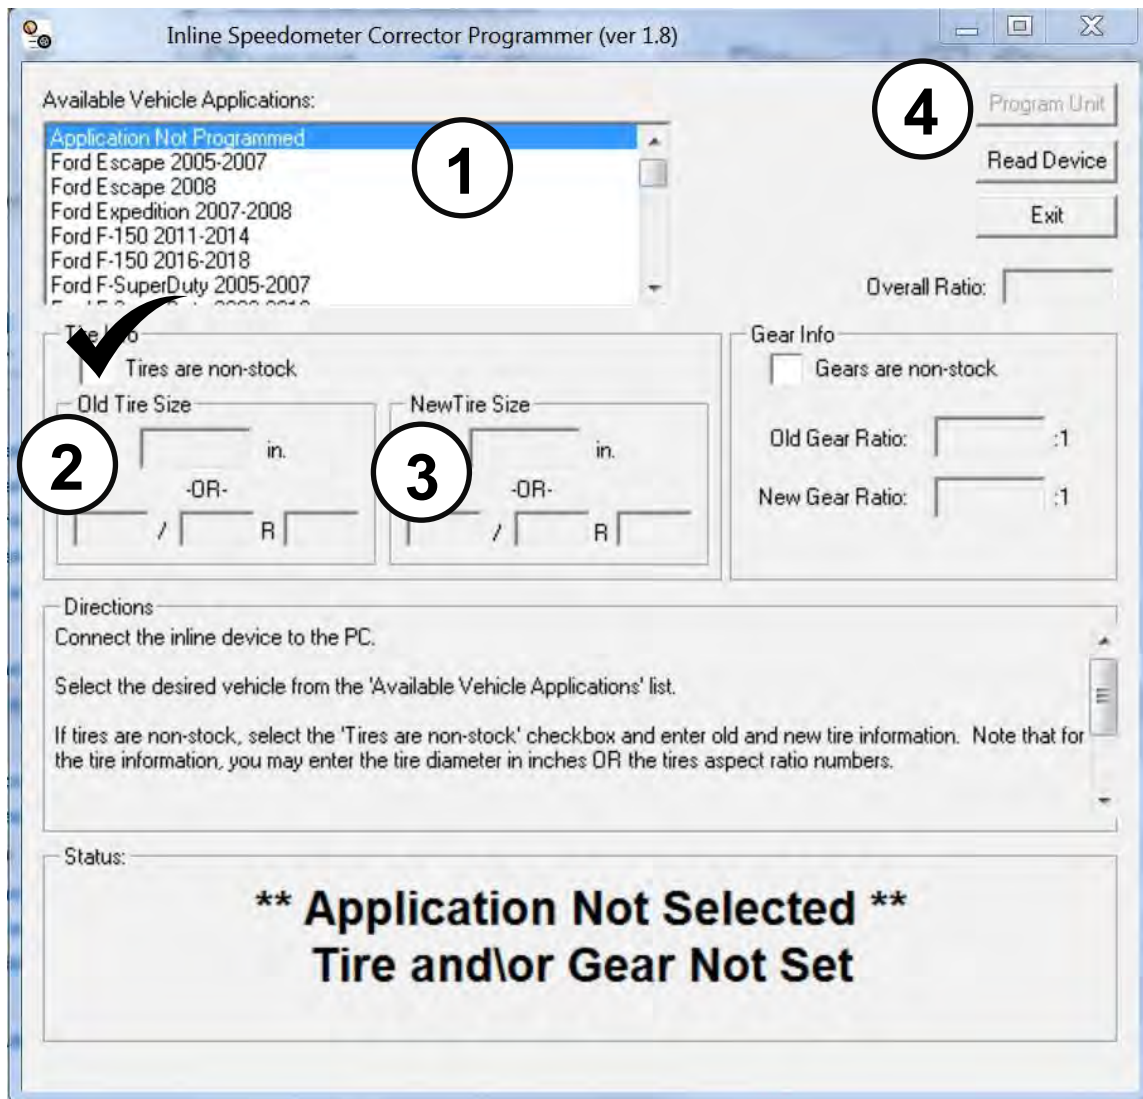 Inline Speedometer Corrector Programmer (ver 1.8)
Available Vehicle Applications:
Application Not Programmed
Ford Escape 2005-2007
Ford Escape 2008
Ford Expedition 2007-2008
Ford F-150 2011-2014
Ford F-150 2016-2018
Ford F-SuperDuty 2005-2007
1
4
Program Unit
Read Device
Exit
Overall Ratio:
Tire Info
Tires are non-stock
Old Tire Size
2
in.
-OR-
/ R
NewTire Size
3
in.
-OR-
/ R
Gear Info
Gears are non-stock
Old Gear Ratio: :1
New Gear Ratio: :1
Directions
Connect the inline device to the PC.
Select the desired vehicle from the 'Available Vehicle Applications' list.
If tires are non-stock, select the 'Tires are non-stock' checkbox and enter old and new tire information. Note that for
the tire information, you may enter the tire diameter in inches OR the tires aspect ratio numbers.
Status:
** Application Not Selected **
Tire and\or Gear Not Set